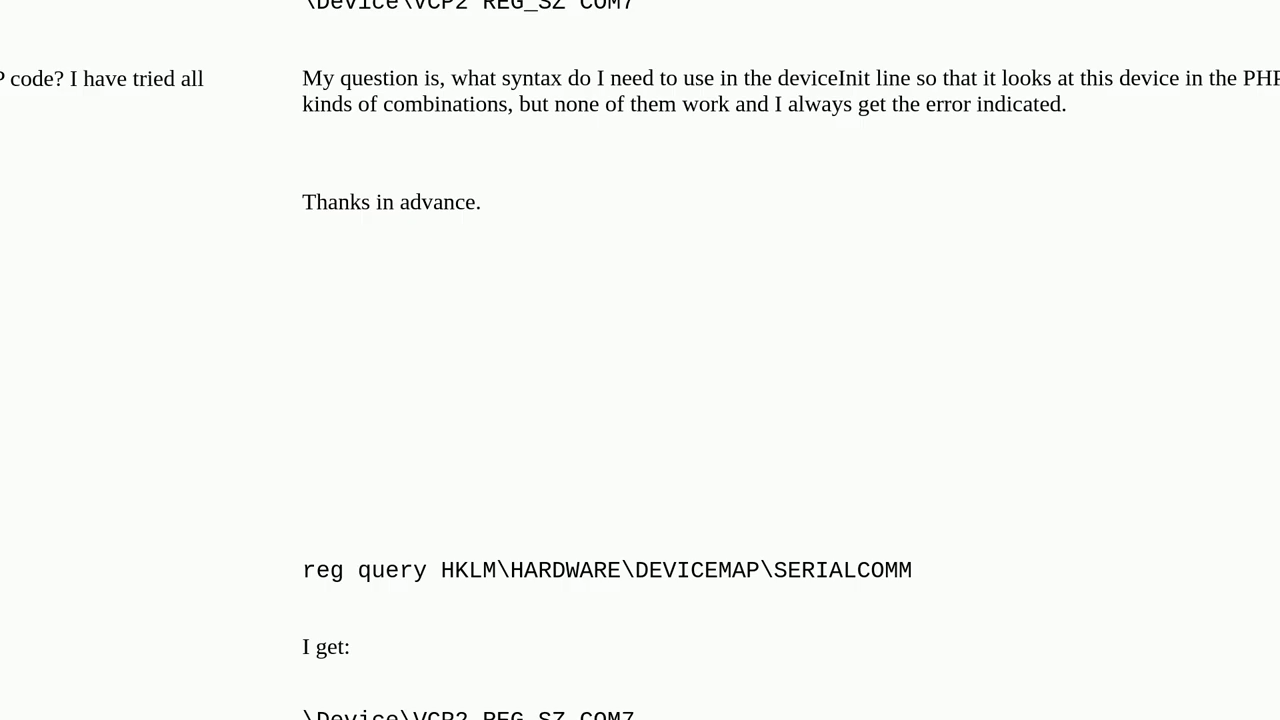 \Device\VCP2 REG_SZ COM7
P code? I have tried all
My question is, what syntax do I need to use in the deviceInit line so that it looks at this device in the PHP
kinds of combinations, but none of them work and I always get the error indicated.
Thanks in advance.
reg query HKLM\HARDWARE\DEVICEMAP\SERIALCOMM
I get:
\Device\VCP2 REG_SZ COM7